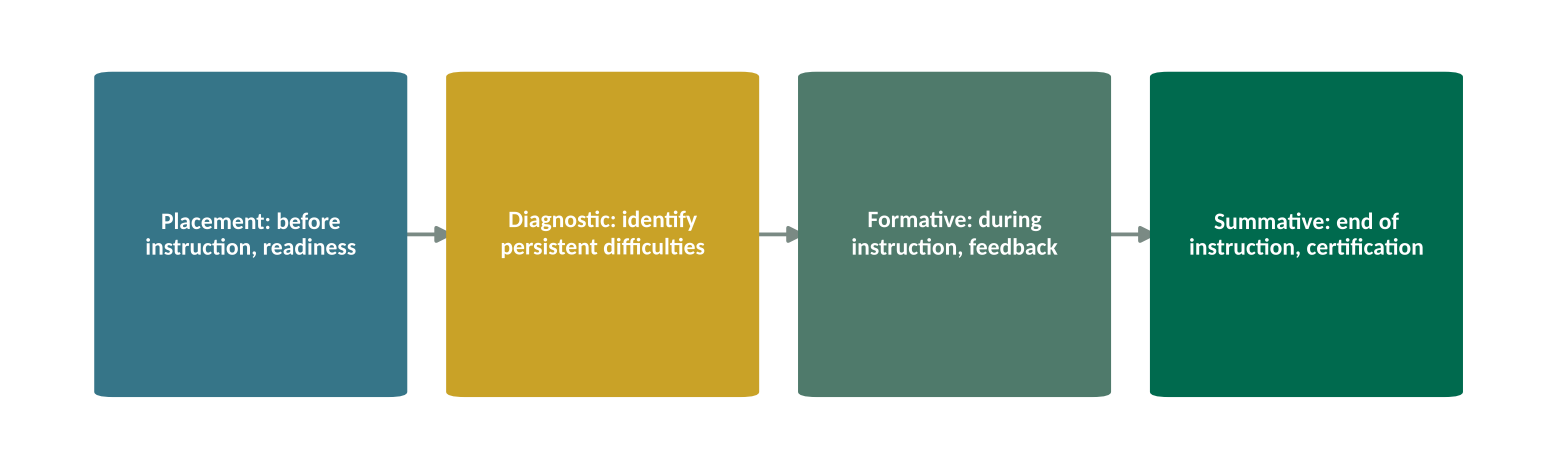 Placement: before
instruction, readiness
Diagnostic: identify
persistent difficulties
Formative: during
instruction, feedback
Summative: end of
instruction, certification